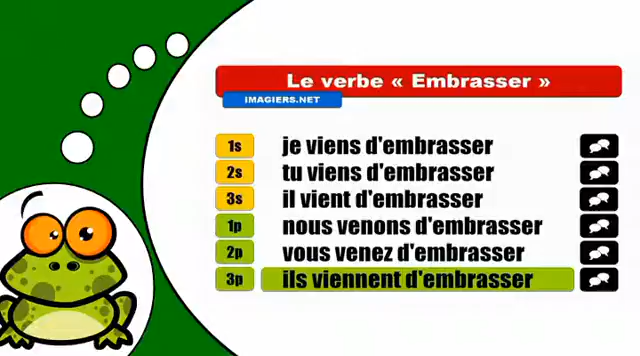 Le verbe « Embrasser »
IMAGIERS.NET
1s je viens d'embrasser
2s tu viens d'embrasser
3s il vient d'embrasser
1p nous venons d'embrasser
2p vous venez d'embrasser
3p ils viennent d'embrasser